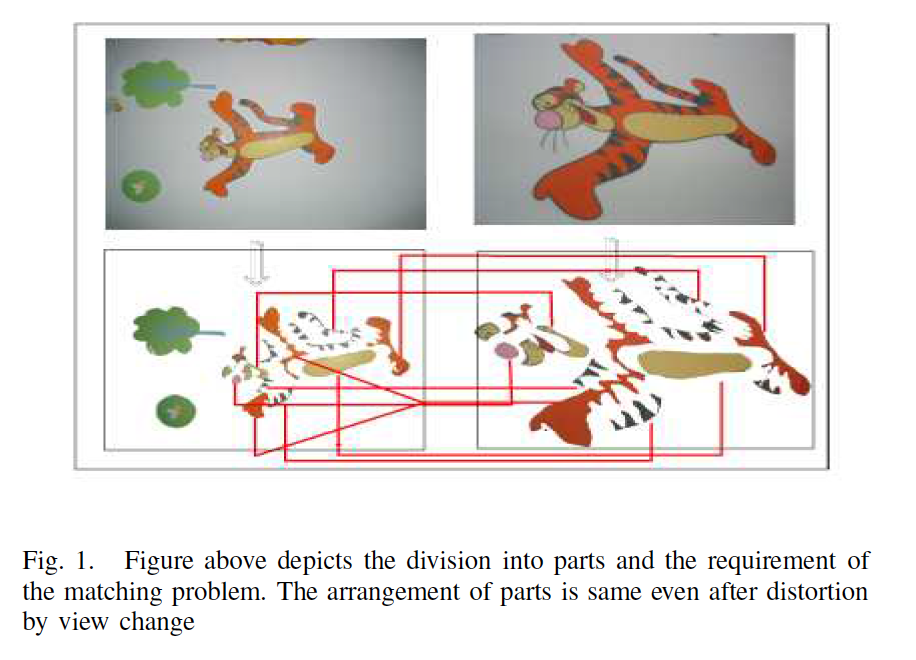 Fig. 1. Figure above depicts the division into parts and the requirement of
the matching problem. The arrangement of parts is same even after distortion
by view change